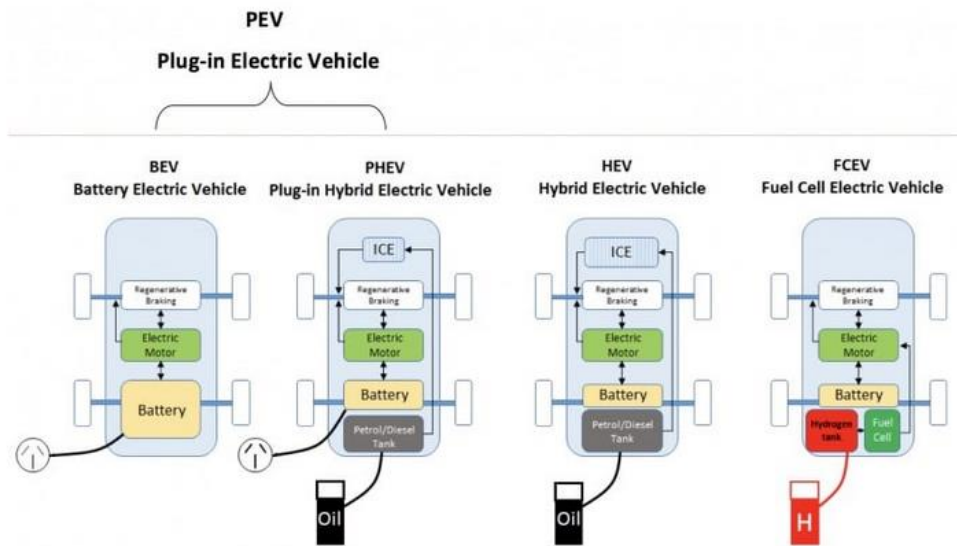 PEV
Plug-in Electric Vehicle
BEV
Battery Electric Vehicle
PHEV
Plug-in Hybrid Electric Vehicle
HEV
Hybrid Electric Vehicle
FCEV
Fuel Cell Electric Vehicle
Regenerative
Braking
Electric
Motor
Battery
ICE
Regenerative
Braking
Electric
Motor
Battery
Petrol/Diesel
Tank
Oil
ICE
Regenerative
Braking
Electric
Motor
Battery
Petrol/Diesel
Tank
Oil
Regenerative
Braking
Electric
Motor
Battery
Hydrogen
tank
Fuel
Cell
H